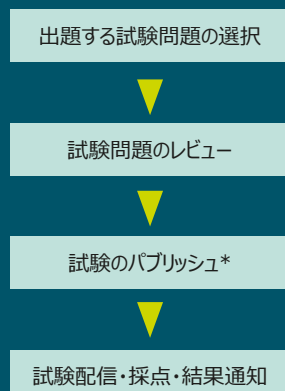 出題する試験問題の選択
試験問題のレビュー
試験のパブリッシュ*
試験配信・採点・結果通知